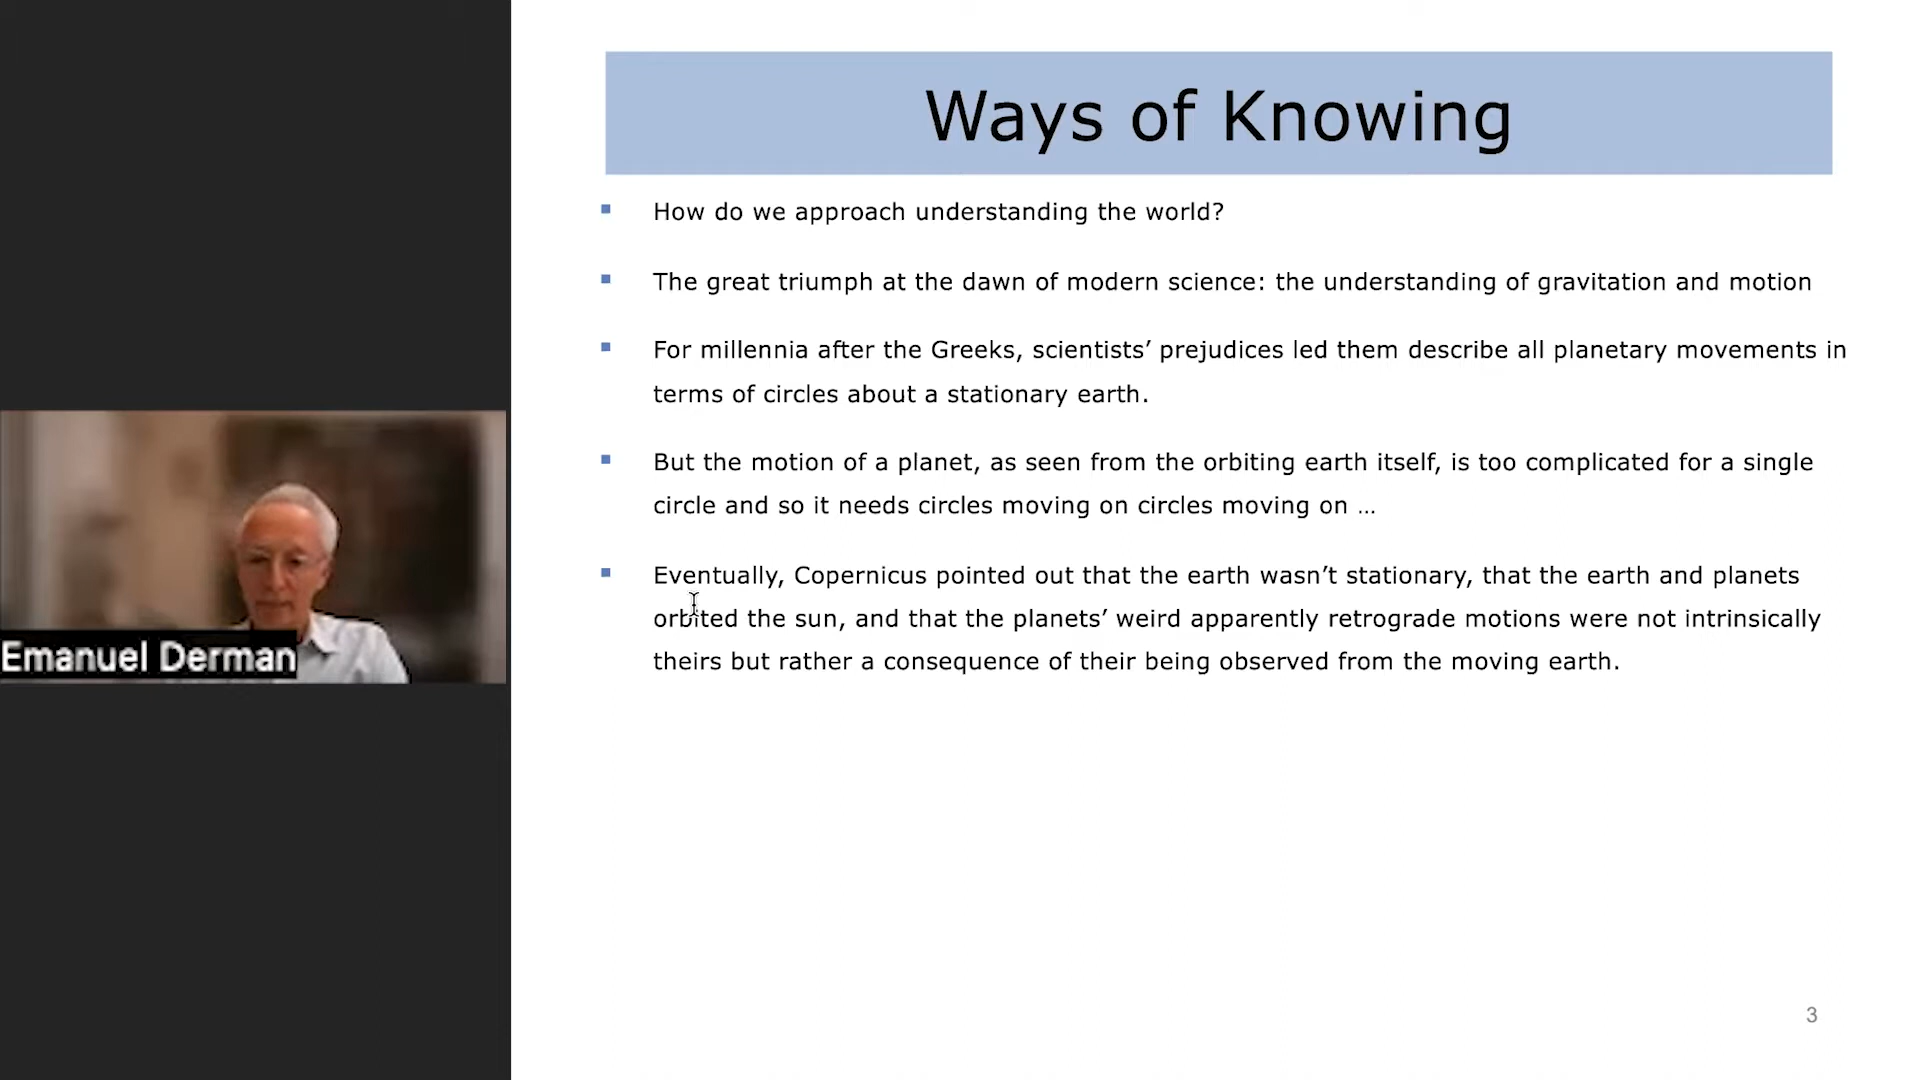 Ways of Knowing
How do we approach understanding the world?
The great triumph at the dawn of modern science: the understanding of gravitation and motion
For millennia after the Greeks, scientists’ prejudices led them describe all planetary movements in
terms of circles about a stationary earth.
But the motion of a planet, as seen from the orbiting earth itself, is too complicated for a single
circle and so it needs circles moving on circles moving on …
Eventually, Copernicus pointed out that the earth wasn’t stationary, that the earth and planets
orbited the sun, and that the planets’ weird apparently retrograde motions were not intrinsically
theirs but rather a consequence of their being observed from the moving earth.
Emanuel Derman
3